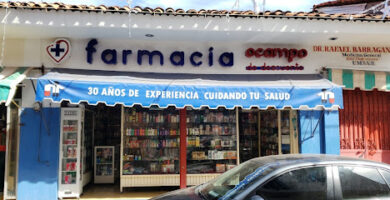 farmacia
ocampo
de descuento
DR. RAFAEL BARRAGAN
30 AÑOS DE EXPERIENCIA CUIDANDO TU SALUD